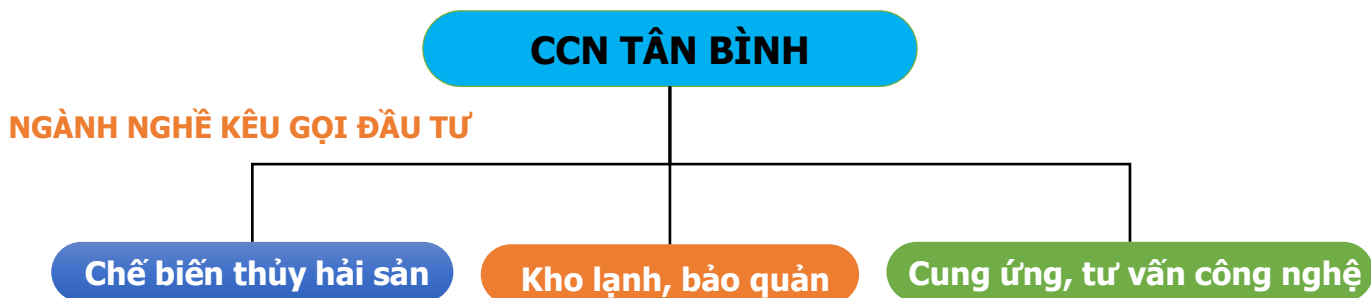 CCN TÂN BÌNH
NGÀNH NGHỀ KÊU GỌI ĐẦU TƯ
Chế biến thủy hải sản
Kho lạnh, bảo quản
Cung ứng, tư vấn công nghệ